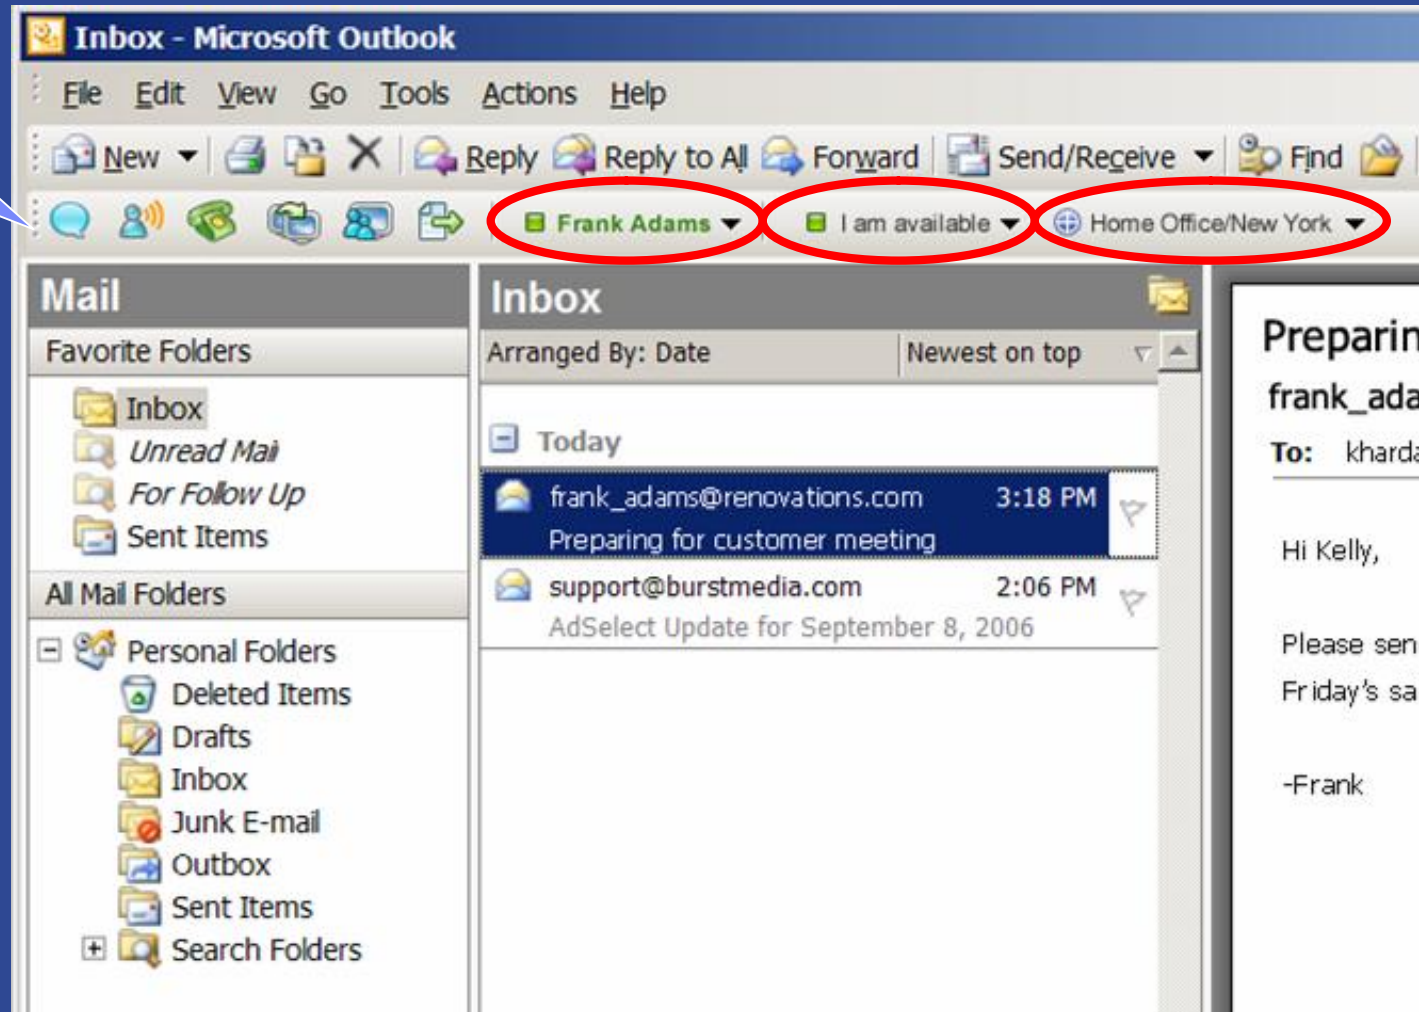 Inbox - Microsoft Outlook
File Edit View Go Tools Actions Help
New Reply Reply to All Forward Send/Receive Find
Frank Adams I am available Home Office/New York
Mail
Favorite Folders
Inbox
Unread Mail
For Follow Up
Sent Items
All Mail Folders
Personal Folders
Deleted Items
Drafts
Inbox
Junk E-mail
Outbox
Sent Items
Search Folders
Inbox
Arranged By: Date Newest on top
Today
frank_adams@renovations.com 3:18 PM
Preparing for customer meeting
support@burstmedia.com 2:06 PM
AdSelect Update for September 8, 2006
Preparin
frank_ada
To: kharda
Hi Kelly,
Please sen
Friday's sa
-Frank